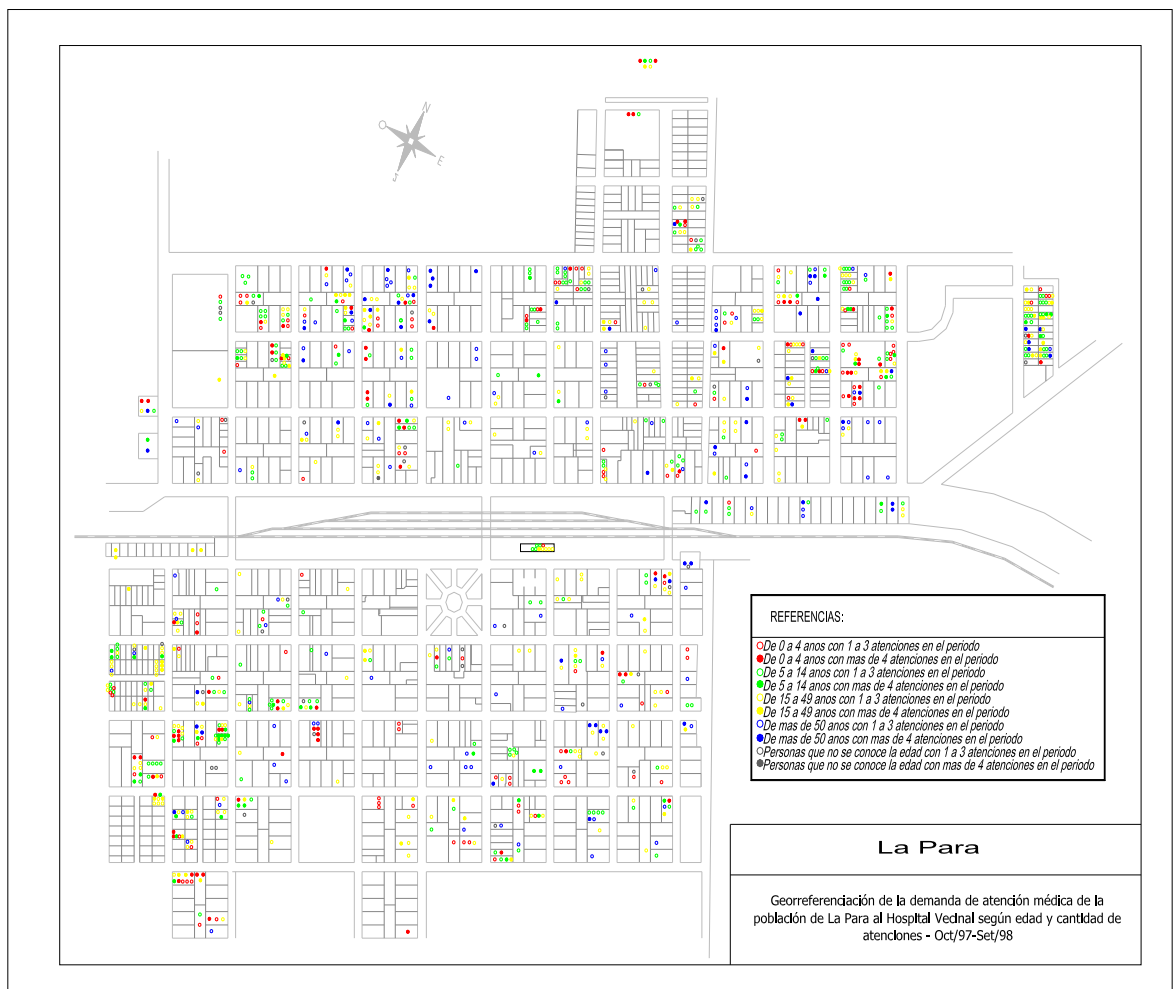 N
O
E
S
REFERENCIAS:
De 0 a 4 anos con 1 a 3 atenciones en el periodo
De 0 a 4 anos con mas de 4 atenciones en el periodo
De 5 a 14 anos con 1 a 3 atenciones en el periodo
De 5 a 14 anos con mas de 4 atenciones en el periodo
De 15 a 49 anos con 1 a 3 atenciones en el periodo
De 15 a 49 anos con mas de 4 atenciones en el periodo
De mas de 50 anos con 1 a 3 atenciones en el periodo
De mas de 50 anos con mas de 4 atenciones en el periodo
Personas que no se conoce la edad con 1 a 3 atenciones en el periodo
Personas que no se conoce la edad con mas de 4 atenciones en el periodo
La Para
Georreferenciación de la demanda de atención médica de la
población de La Para al Hospital Vecinal según edad y cantidad de
atenciones - Oct/97-Set/98